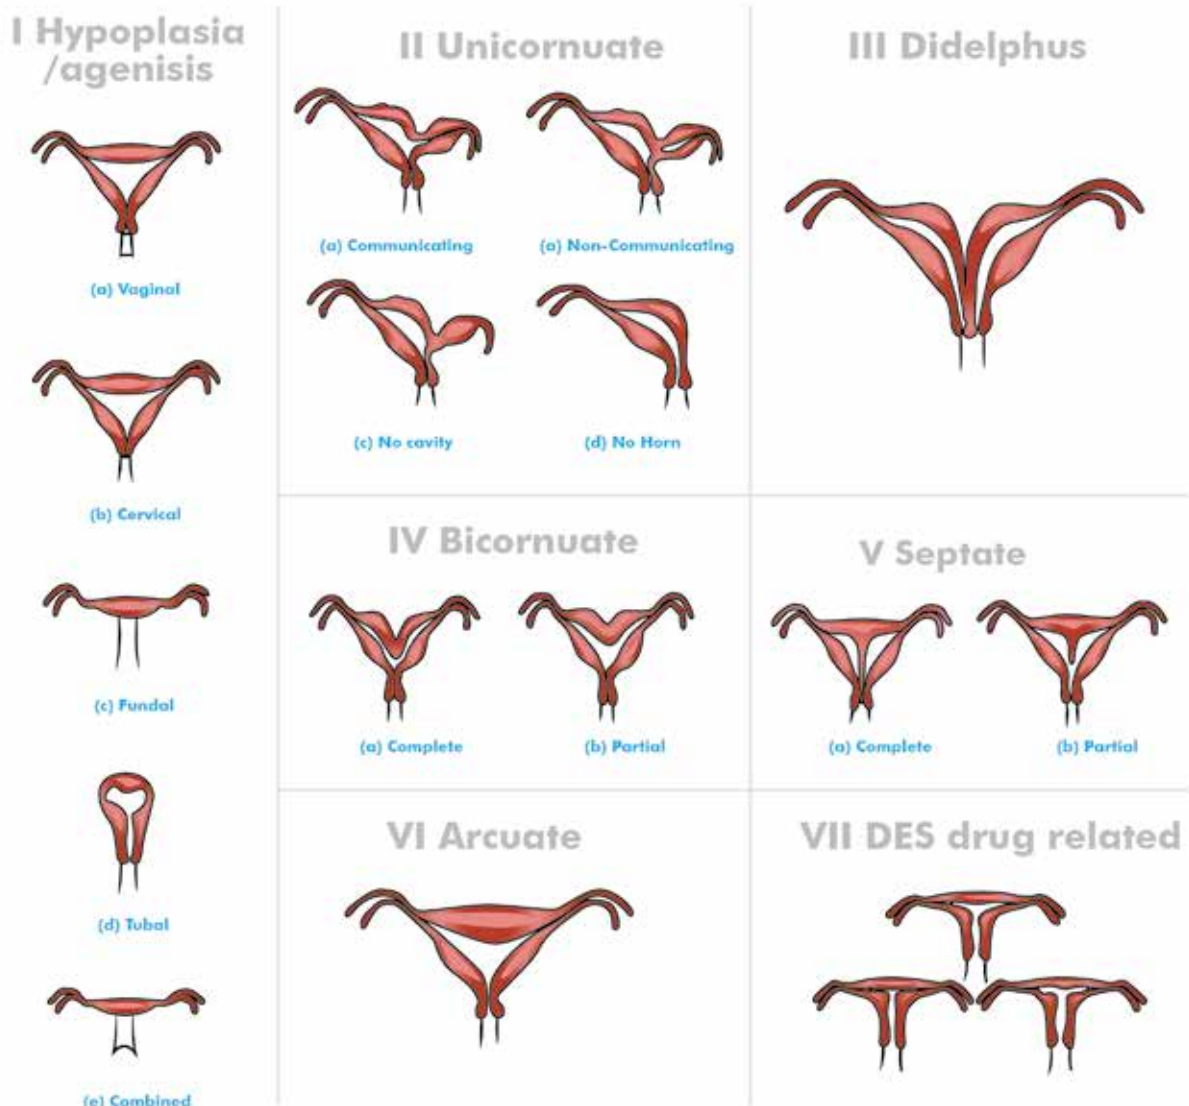 I Hypoplasia
/agenisis
(a) Vaginal
(b) Cervical
(c) Fundal
(d) Tubal
(e) Combined
II Unicornuate
(a) Communicating
(a) Non-Communicating
(c) No cavity
(d) No Horn
III Didelphus
IV Bicornuate
(a) Complete
(b) Partial
V Septate
(a) Complete
(b) Partial
VI Arcuate
VII DES drug related